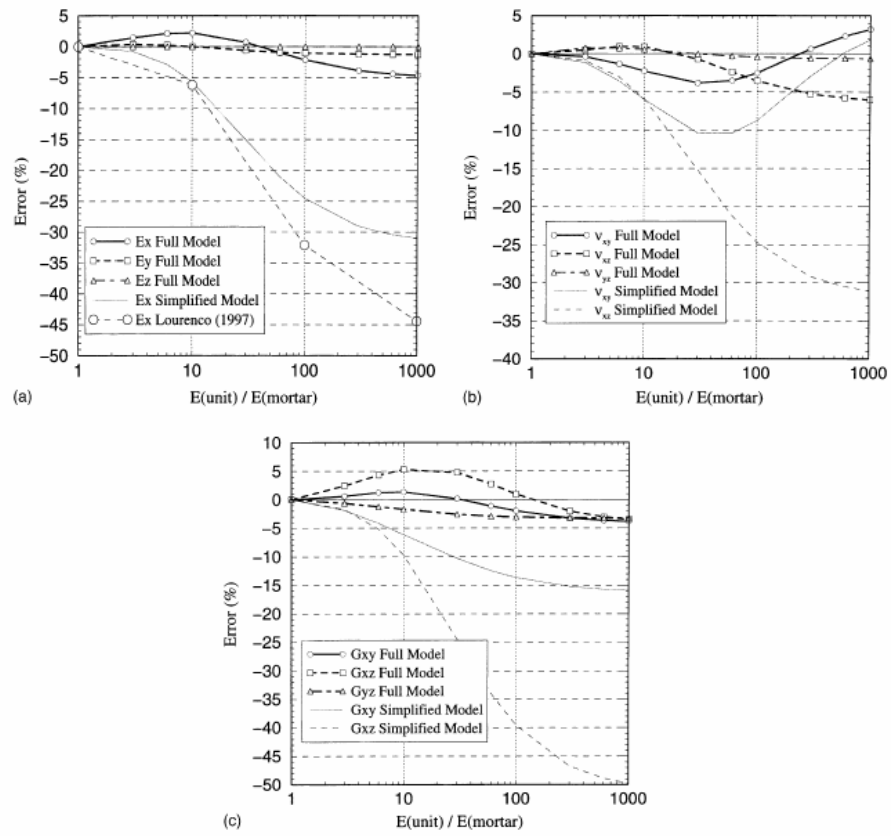 5
0
−5
−10
−15
−20
−25
−30
−35
−40
−45
−50
Error (%)
Ex Full Model
Ey Full Model
Ez Full Model
Ex Simplified Model
Ex Lourenco (1997)
1
10
100
1000
(a)
E(unit) / E(mortar)
5
0
−5
−10
−15
−20
−25
−30
−35
−40
Error (%)
νxy Full Model
νxz Full Model
νyz Full Model
νxy Simplified Model
νxz Simplified Model
1
10
100
1000
(b)
E(unit) / E(mortar)
10
5
0
−5
−10
−15
−20
−25
−30
−35
−40
−45
−50
Error (%)
Gxy Full Model
Gxz Full Model
Gyz Full Model
Gxy Simplified Model
Gxz Simplified Model
1
10
100
1000
(c)
E(unit) / E(mortar)